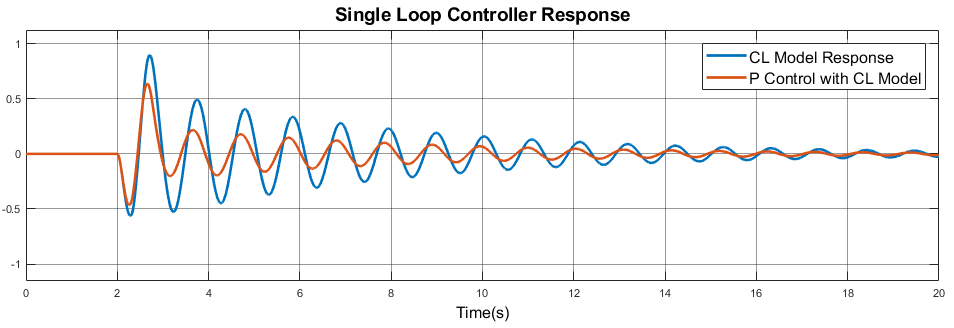 Single Loop Controller Response
CL Model Response
P Control with CL Model
1
0.5
0
-0.5
-1
0 2 4 6 8 10 12 14 16 18 20
Time(s)